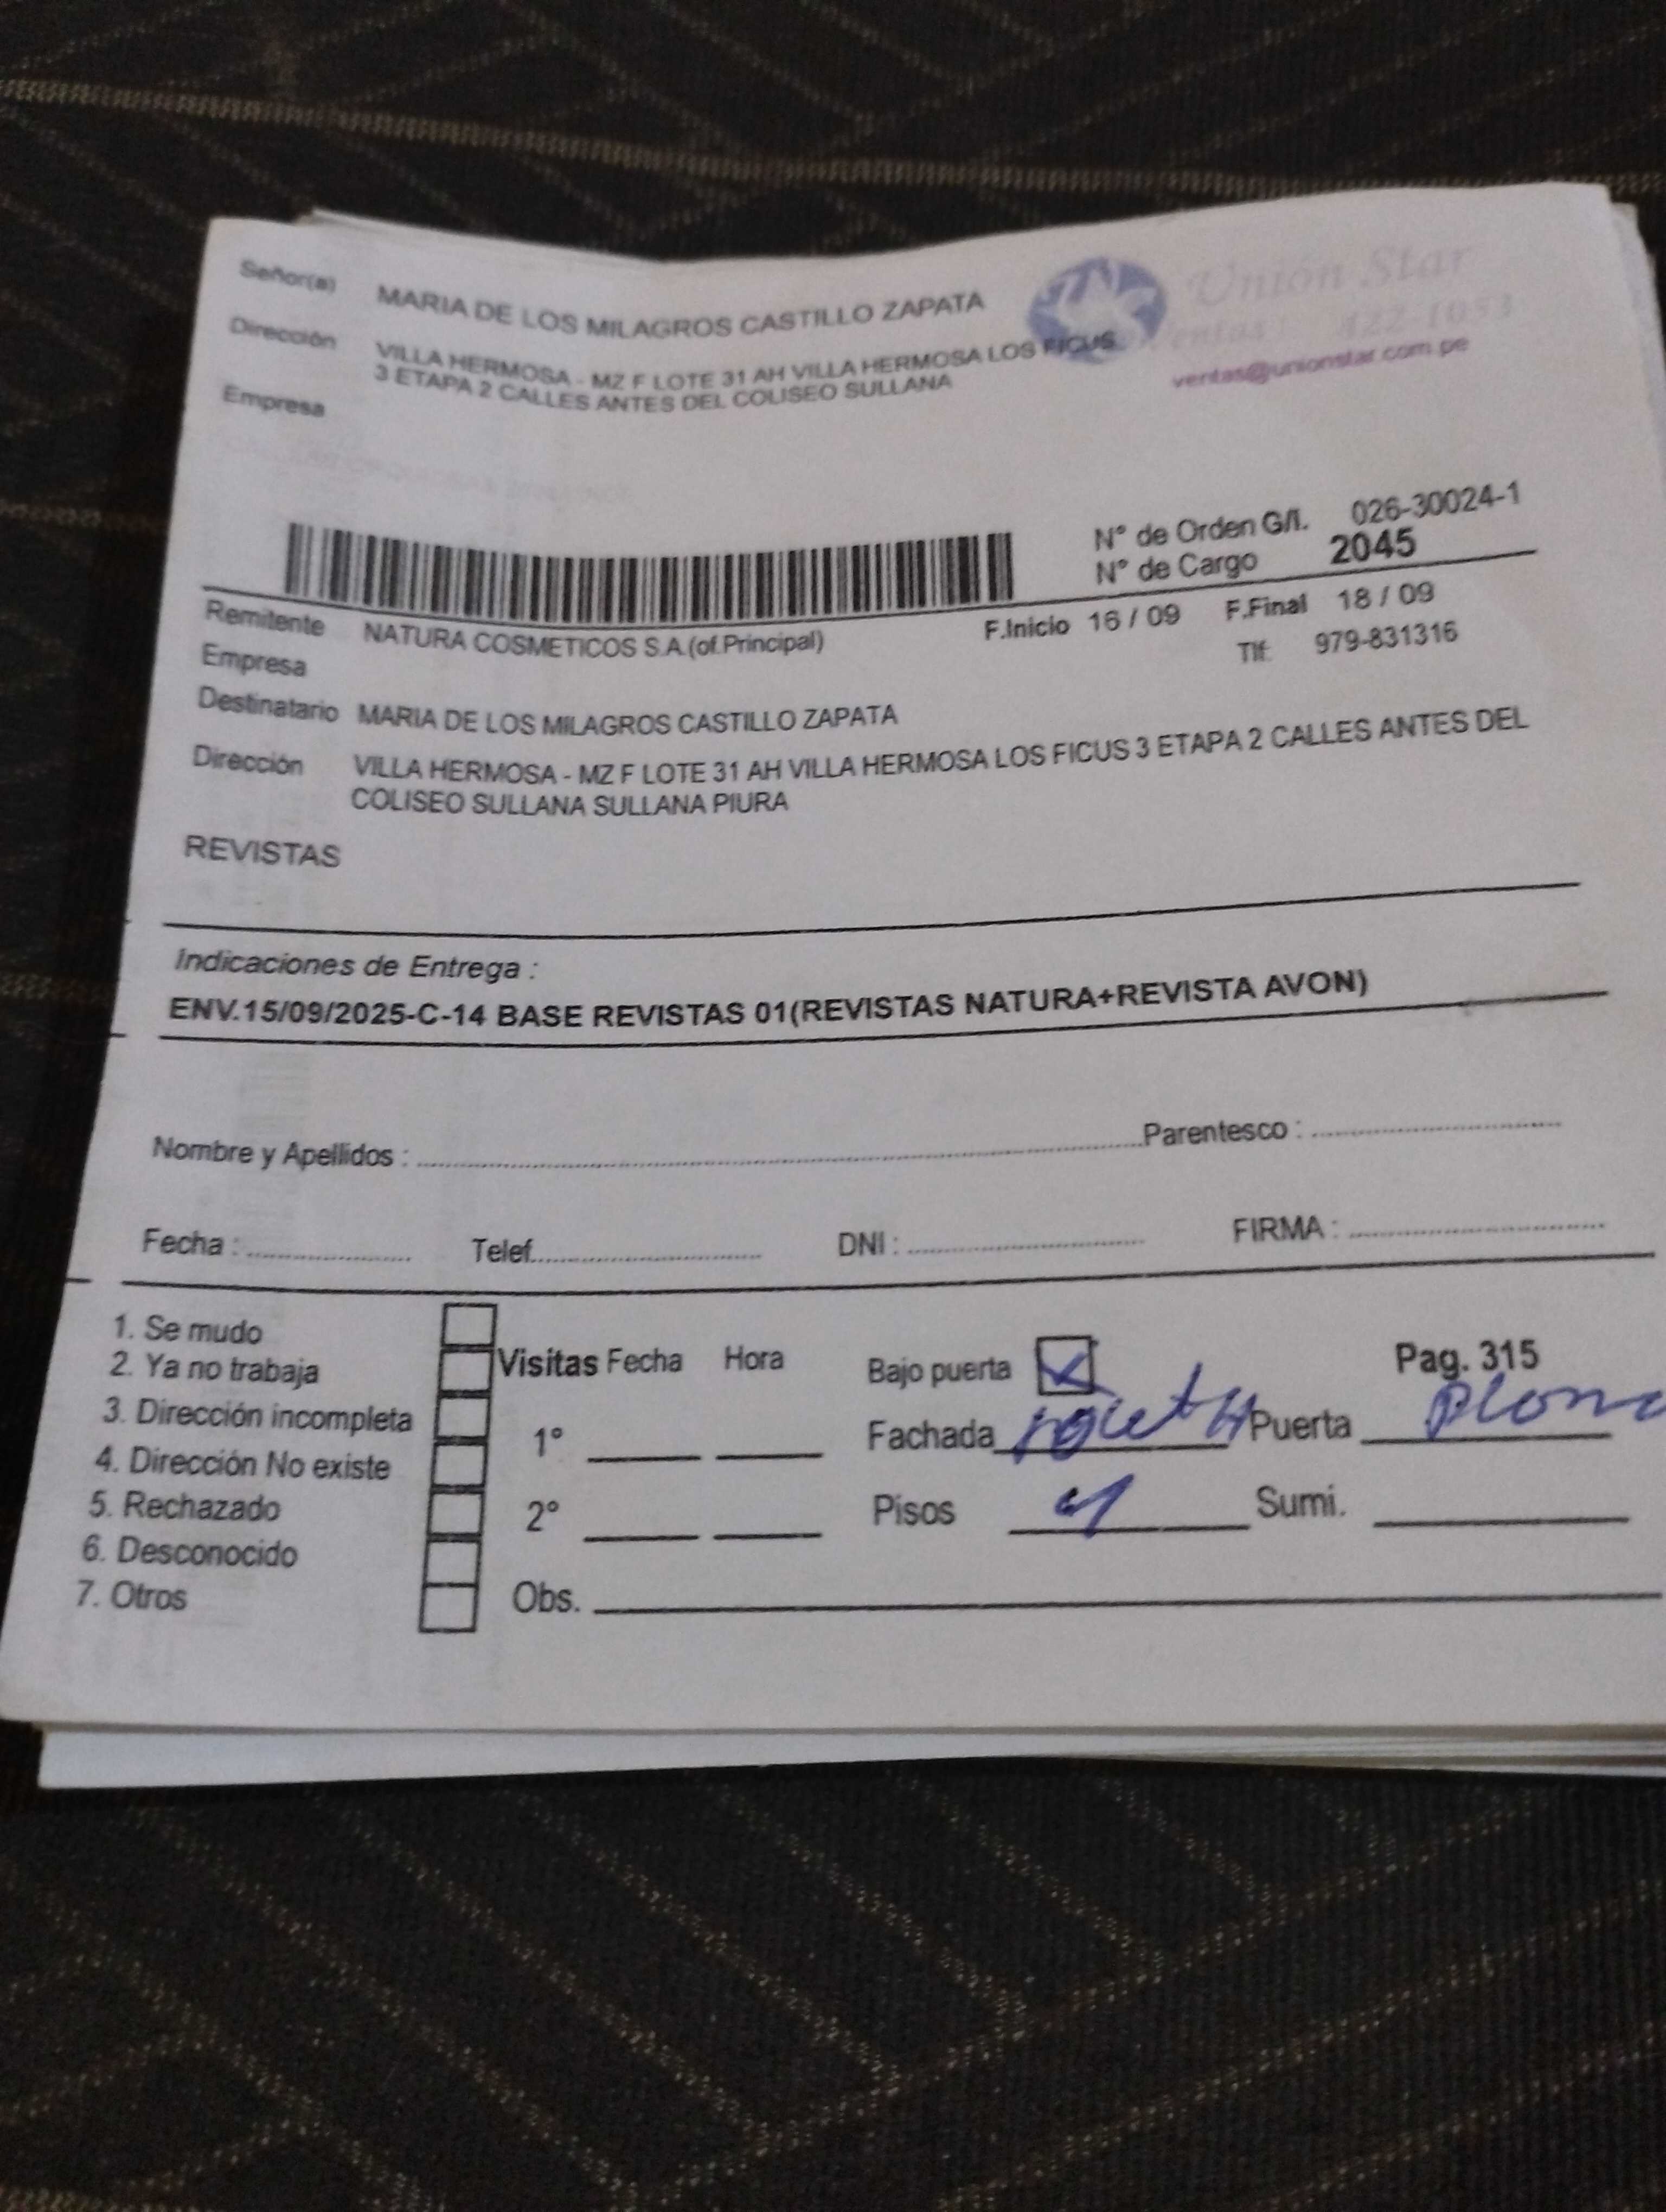 Señor(a) MARIA DE LOS MILAGROS CASTILLO ZAPATA
Unión Star
Ventas: 422-1053
ventas@unionstar.com.pe
Dirección VILLA HERMOSA - MZ F LOTE 31 AH VILLA HERMOSA LOS FICUS
3 ETAPA 2 CALLES ANTES DEL COLISEO SULLANA
Empresa
N° de Orden G/I. 026-30024-1
N° de Cargo 2045
Remitente NATURA COSMETICOS S.A.(of.Principal) F.Inicio 16 / 09 F.Final 18 / 09
Empresa Tlf: 979-831316
Destinatario MARIA DE LOS MILAGROS CASTILLO ZAPATA
Dirección VILLA HERMOSA - MZ F LOTE 31 AH VILLA HERMOSA LOS FICUS 3 ETAPA 2 CALLES ANTES DEL
COLISEO SULLANA SULLANA PIURA
REVISTAS
Indicaciones de Entrega :
ENV.15/09/2025-C-14 BASE REVISTAS 01(REVISTAS NATURA+REVISTA AVON)
Nombre y Apellidos : Parentesco :
Fecha : Telef. DNI : FIRMA :
1. Se mudo
2. Ya no trabaja
3. Dirección incompleta
4. Dirección No existe
5. Rechazado
6. Desconocido
7. Otros
Visitas Fecha Hora
1°
2°
Obs.
Bajo puerta X Pag. 315
Fachada Puerta Plomo
Pisos Sumi.